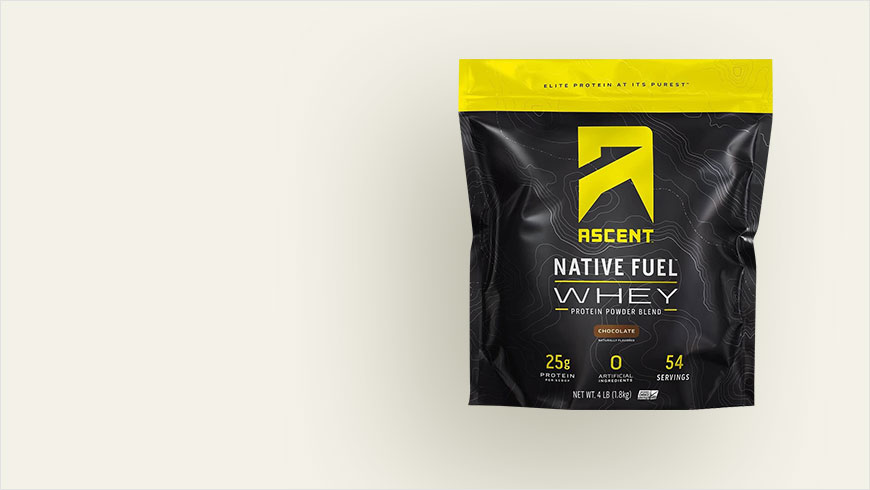 ELITE PROTEIN AT ITS PUREST™
ASCENT
NATIVE FUEL™
WHEY
PROTEIN POWDER BLEND
CHOCOLATE
NATURALLY FLAVORED
25g
PROTEIN
PER SCOOP
0
ARTIFICIAL
INGREDIENTS
54
SERVINGS
NET WT. 4 LB (1.8kg)